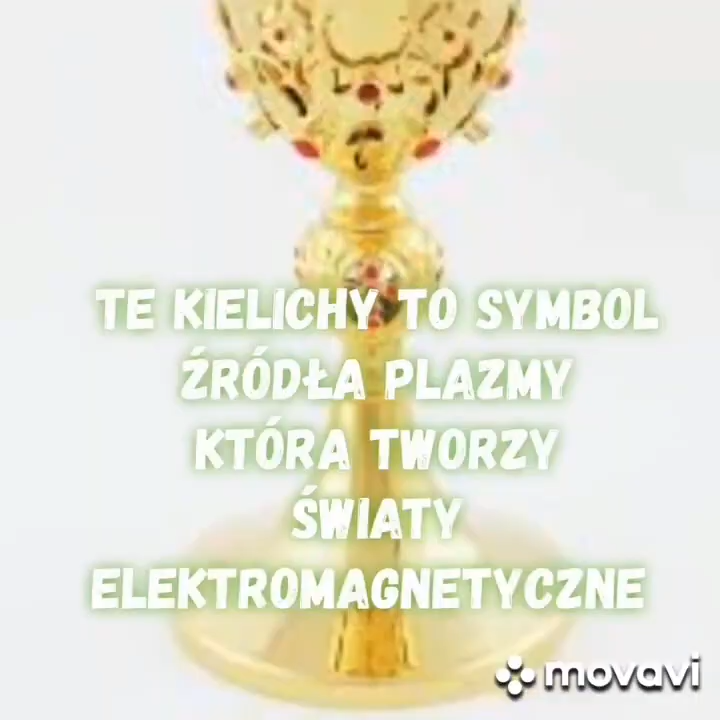 TE KIELICHY TO SYMBOL
ŹRÓDŁA PLAZMY
KTÓRA TWORZY
ŚWIATY
ELEKTROMAGNETYCZNE
movavi